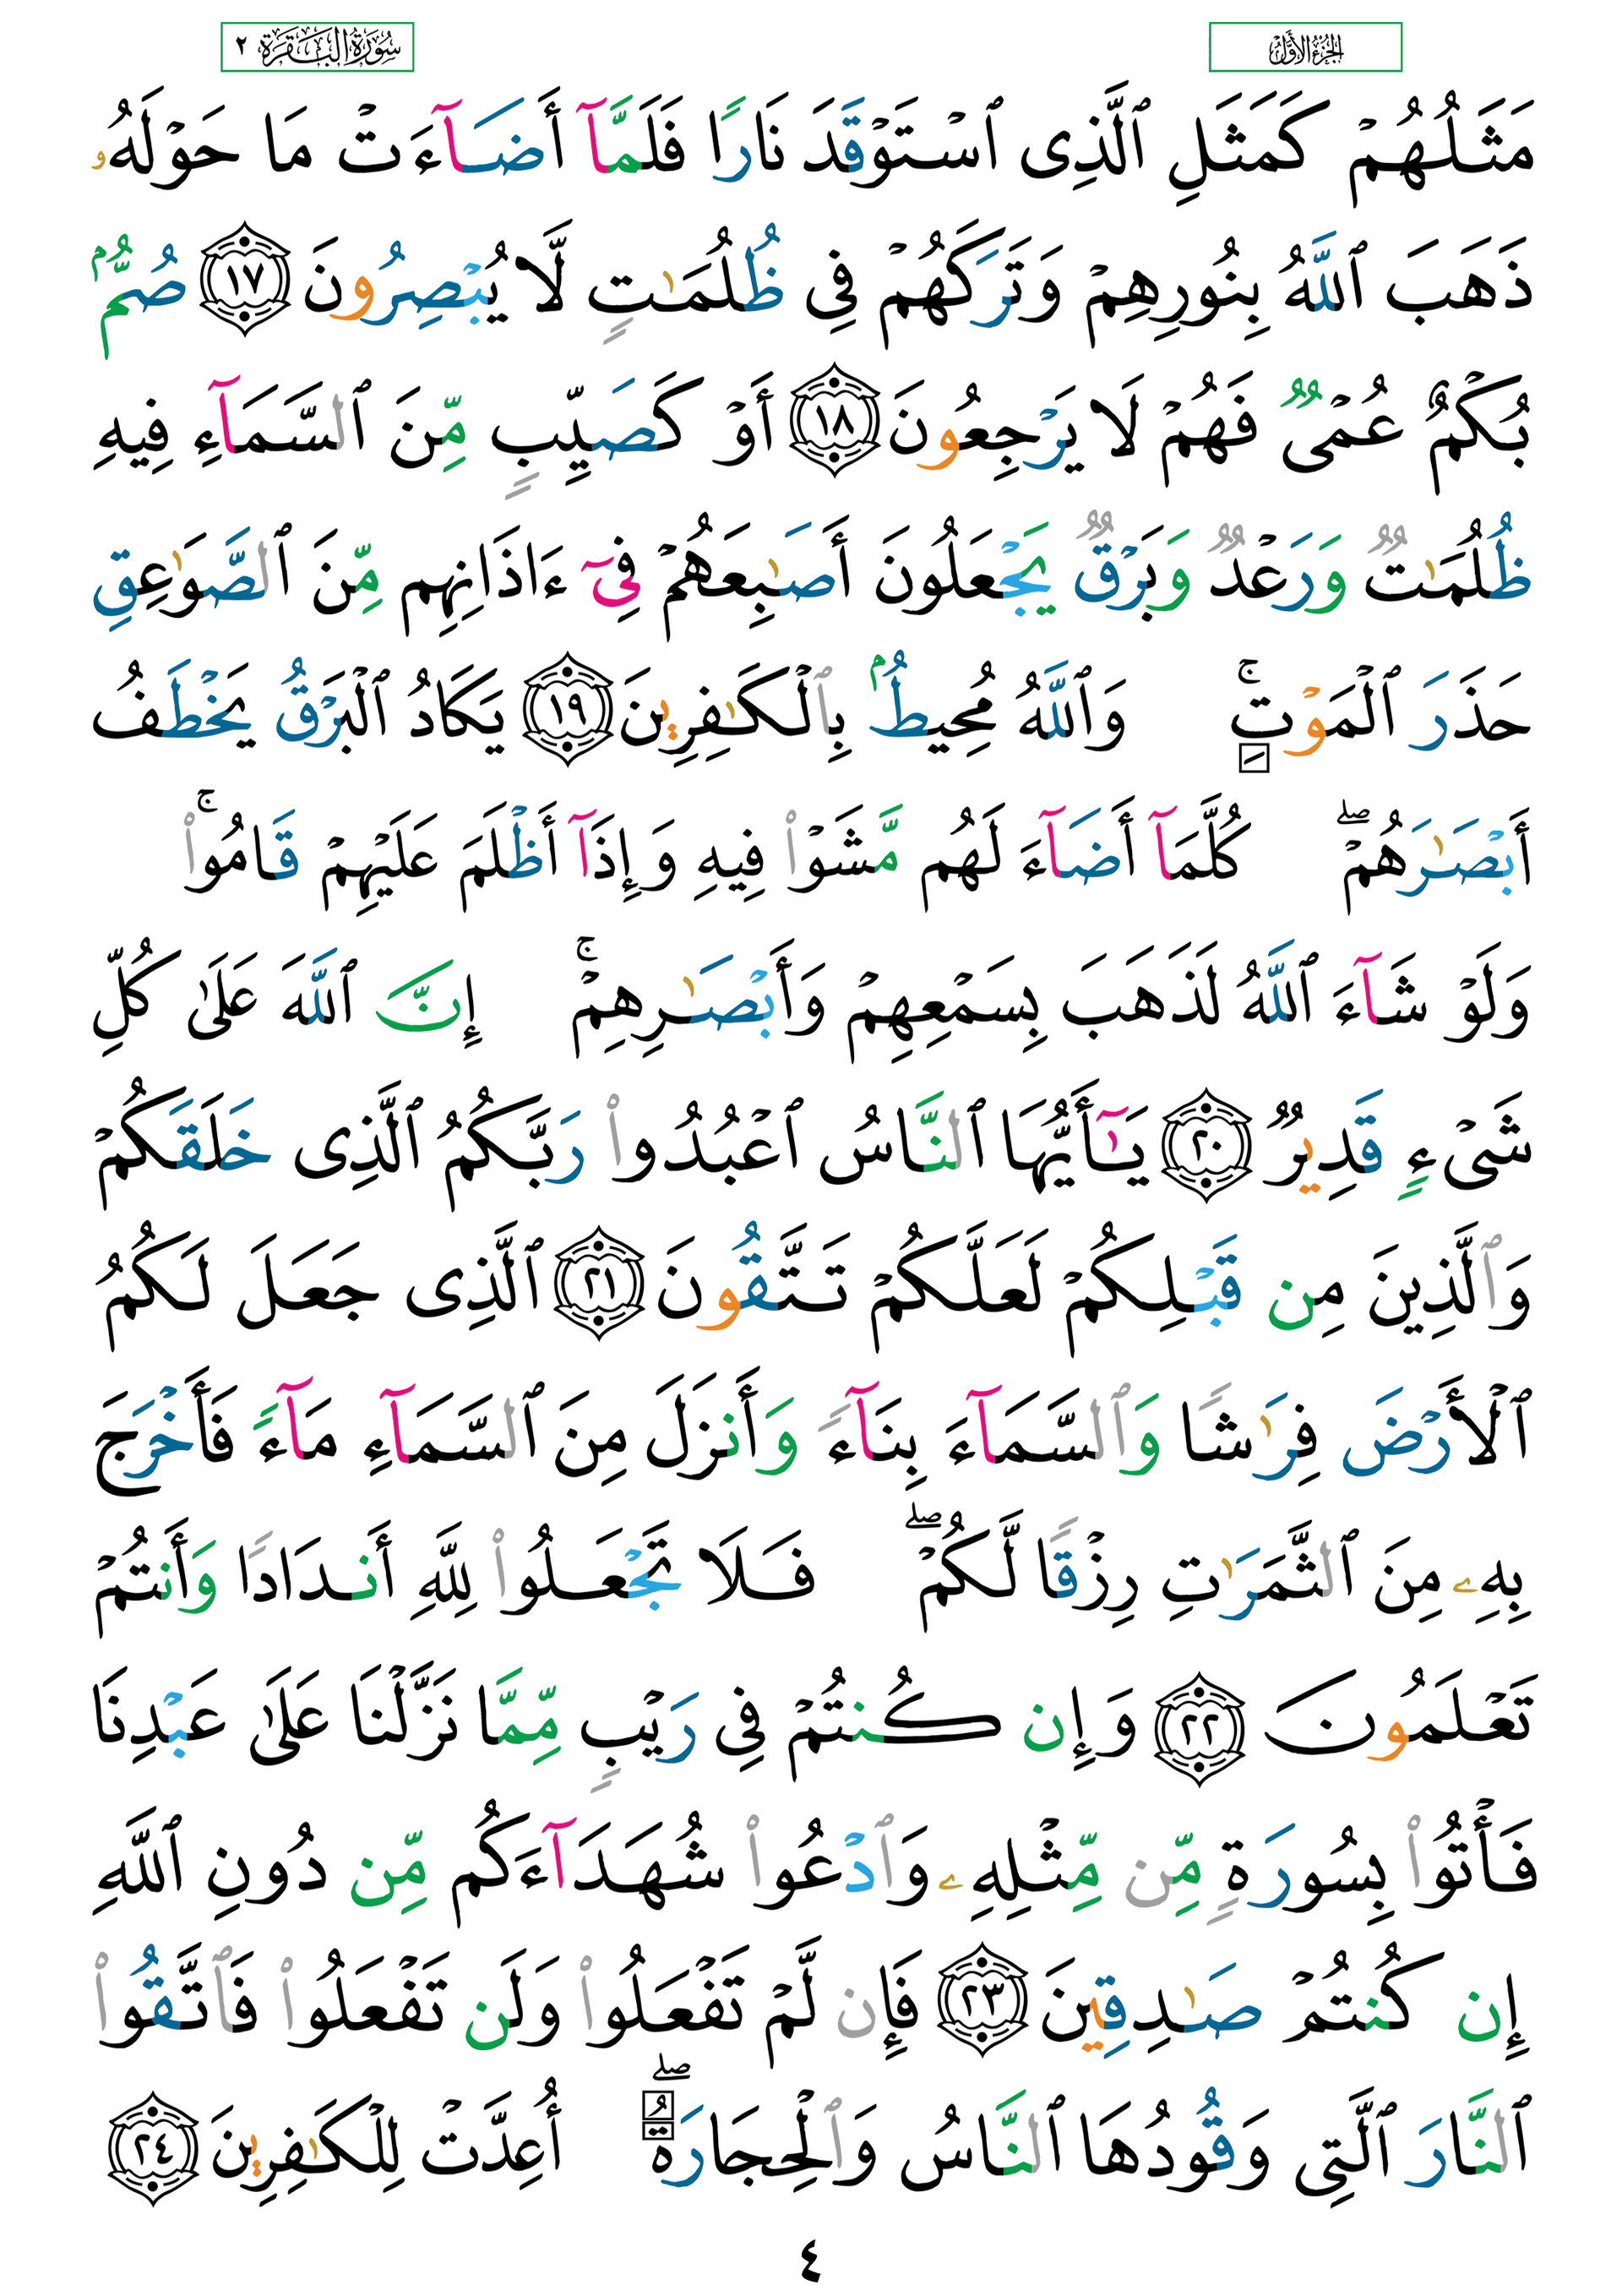 الجُزْءُ الأَوَّلُ
سُورَةُ البَقَرَةِ ٢
مَثَلُهُمْ كَمَثَلِ ٱلَّذِى ٱسْتَوْقَدَ نَارًا فَلَمَّآ أَضَآءَتْ مَا حَوْلَهُۥ
ذَهَبَ ٱللَّهُ بِنُورِهِمْ وَتَرَكَهُمْ فِى ظُلُمَـٰتٍ لَّا يُبْصِرُونَ ١٧ صُمٌّۢ
بُكْمٌ عُمْىٌ فَهُمْ لَا يَرْجِعُونَ ١٨ أَوْ كَصَيِّبٍ مِّنَ ٱلسَّمَآءِ فِيهِ
ظُلُمَـٰتٌ وَرَعْدٌ وَبَرْقٌ يَجْعَلُونَ أَصَـٰبِعَهُمْ فِىٓ ءَاذَانِهِم مِّنَ ٱلصَّوَٰعِقِ
حَذَرَ ٱلْمَوْتِ ۚ وَٱللَّهُ مُحِيطٌۢ بِٱلْكَـٰفِرِينَ ١٩ يَكَادُ ٱلْبَرْقُ يَخْطَفُ
أَبْصَـٰرَهُمْ ۖ كُلَّمَآ أَضَآءَ لَهُم مَّشَوْا۟ فِيهِ وَإِذَآ أَظْلَمَ عَلَيْهِمْ قَامُوا۟ ۚ
وَلَوْ شَآءَ ٱللَّهُ لَذَهَبَ بِسَمْعِهِمْ وَأَبْصَـٰرِهِمْ ۚ إِنَّ ٱللَّهَ عَلَىٰ كُلِّ
شَىْءٍ قَدِيرٌ ٢٠ يَـٰٓأَيُّهَا ٱلنَّاسُ ٱعْبُدُوا۟ رَبَّكُمُ ٱلَّذِى خَلَقَكُمْ
وَٱلَّذِينَ مِن قَبْلِكُمْ لَعَلَّكُمْ تَتَّقُونَ ٢١ ٱلَّذِى جَعَلَ لَكُمُ
ٱلْأَرْضَ فِرَٰشًا وَٱلسَّمَآءَ بِنَآءً وَأَنزَلَ مِنَ ٱلسَّمَآءِ مَآءً فَأَخْرَجَ
بِهِۦ مِنَ ٱلثَّمَرَٰتِ رِزْقًا لَّكُمْ ۖ فَلَا تَجْعَلُوا۟ لِلَّهِ أَندَادًا وَأَنتُمْ
تَعْلَمُونَ ٢٢ وَإِن كُنتُمْ فِى رَيْبٍ مِّمَّا نَزَّلْنَا عَلَىٰ عَبْدِنَا
فَأْتُوا۟ بِسُورَةٍ مِّن مِّثْلِهِۦ وَٱدْعُوا۟ شُهَدَآءَكُم مِّن دُونِ ٱللَّهِ
إِن كُنتُمْ صَـٰدِقِينَ ٢٣ فَإِن لَّمْ تَفْعَلُوا۟ وَلَن تَفْعَلُوا۟ فَٱتَّقُوا۟
ٱلنَّارَ ٱلَّتِى وَقُودُهَا ٱلنَّاسُ وَٱلْحِجَارَةُ ۖ أُعِدَّتْ لِلْكَـٰفِرِينَ ٢٤
٤